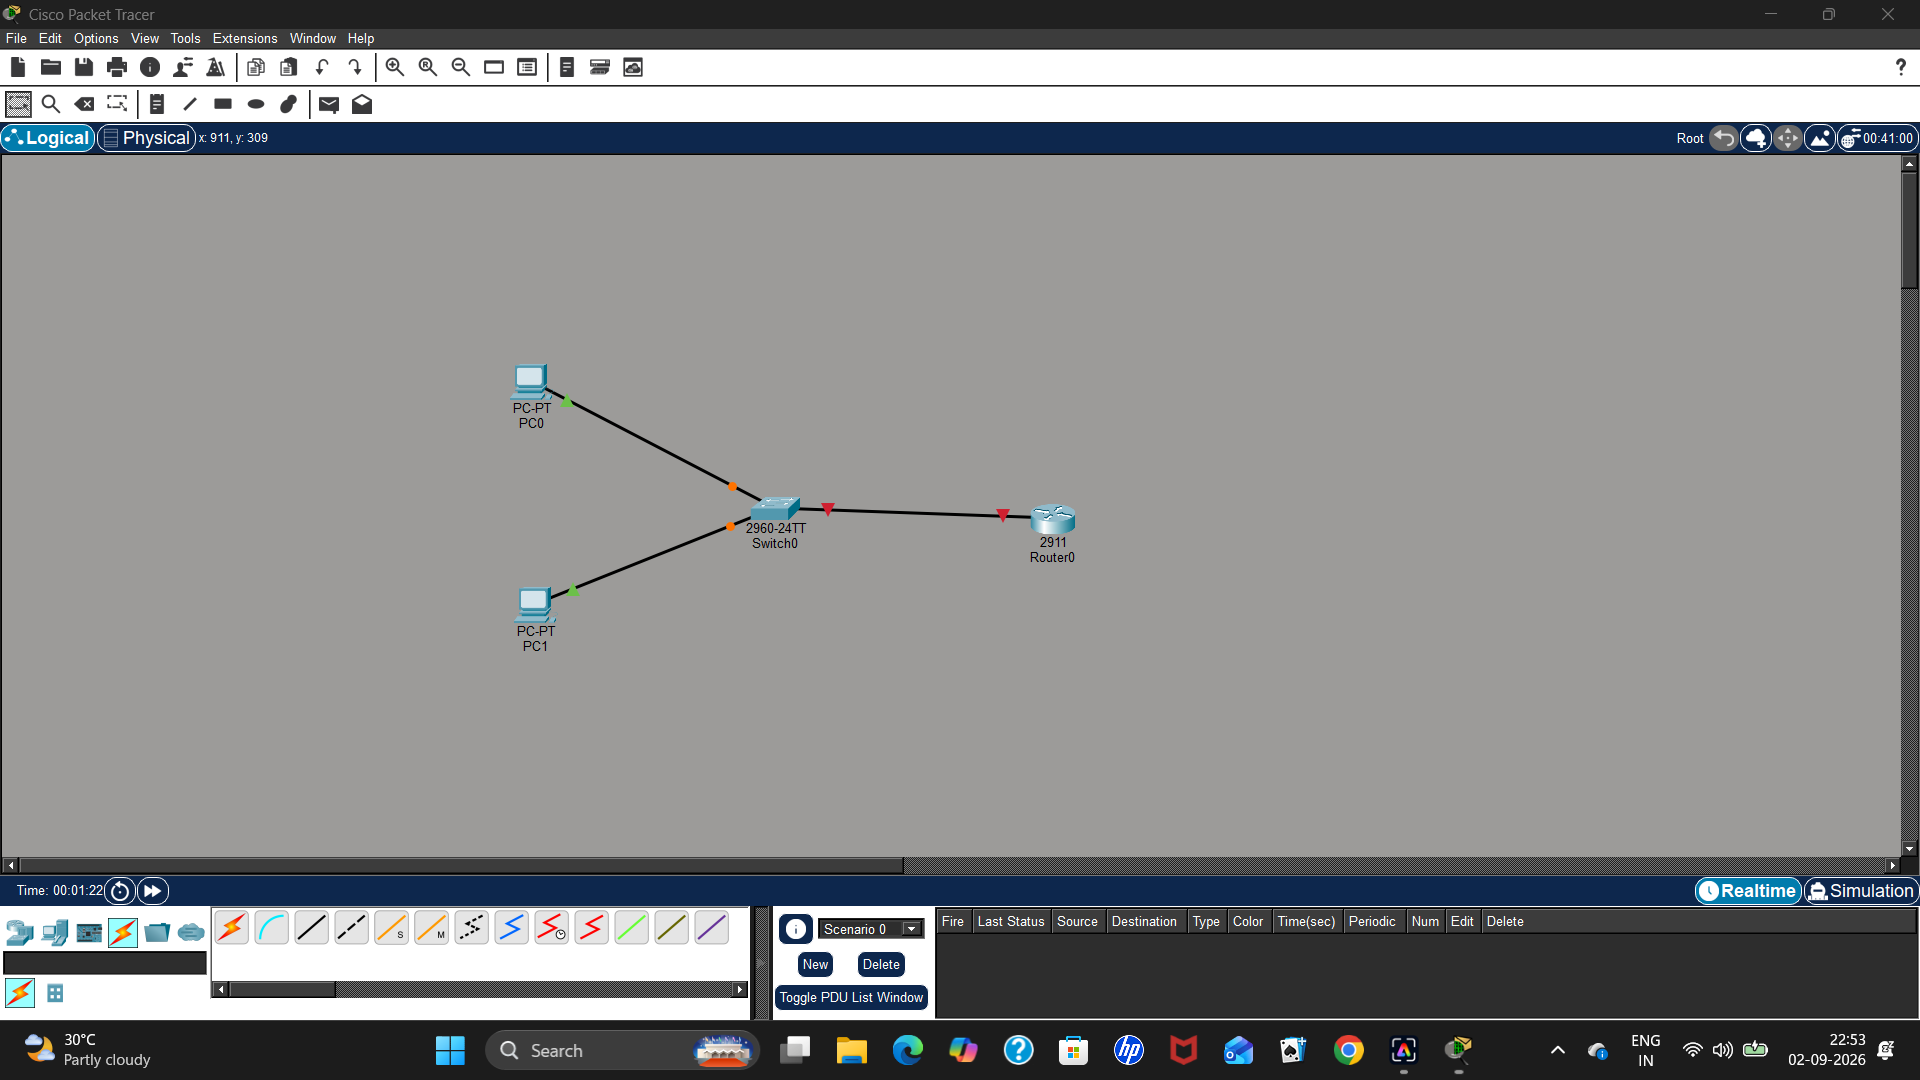 Cisco Packet Tracer
File Edit Options View Tools Extensions Window Help
?
Logical Physical x: 911, y: 309 Root 00:41:00
PC-PT
PC0
2960-24TT
Switch0
2911
Router0
PC-PT
PC1
Time: 00:01:22 Realtime Simulation
S M
Scenario 0
New Delete
Toggle PDU List Window
Fire Last Status Source Destination Type Color Time(sec) Periodic Num Edit Delete
30°C
Partly cloudy
Search
hp
ENG
IN
22:53
02-09-2026